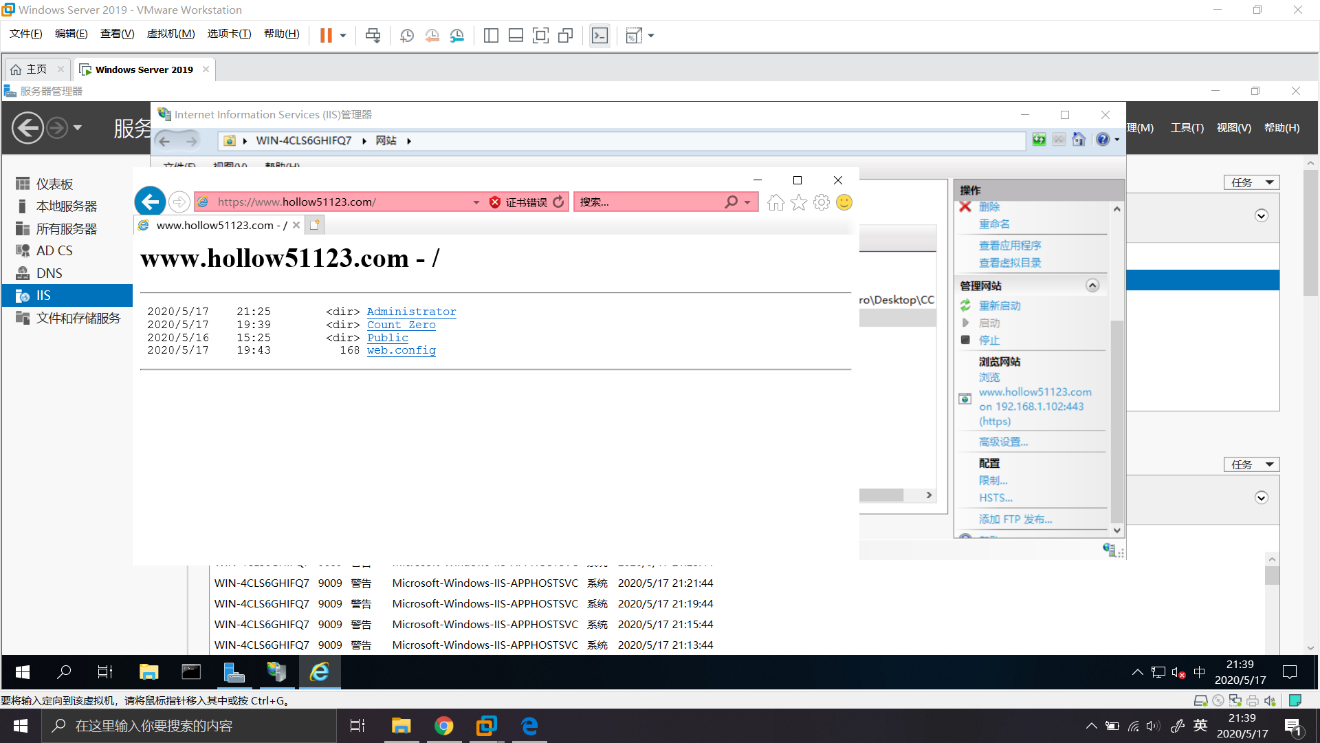 Windows Server 2019 - VMware Workstation
文件(F) 编辑(E) 查看(V) 虚拟机(M) 选项卡(T) 帮助(H)
主页 Windows Server 2019
服务器管理器
Internet Information Services (IIS)管理器
服务 理(M) 工具(T) 视图(V) 帮助(H)
WIN-4CLS6GHIFQ7 网站
文件(F) 视图(V) 帮助(H)
仪表板
本地服务器
所有服务器
AD CS
DNS
IIS
文件和存储服务
https://www.hollow51123.com/ 证书错误 搜索...
www.hollow51123.com - /
www.hollow51123.com - /
2020/5/17 21:25 <dir> Administrator
2020/5/17 19:39 <dir> Count Zero
2020/5/16 15:25 <dir> Public
2020/5/17 19:43 168 web.config
ro\Desktop\CC
操作
删除
重命名
查看应用程序
查看虚拟目录
管理网站
重新启动
启动
停止
浏览网站
浏览
www.hollow51123.com
on 192.168.1.102:443
(https)
高级设置...
配置
限制...
HSTS...
添加 FTP 发布...
任务
任务
WIN-4CLS6GHIFQ7 9009 警告 Microsoft-Windows-IIS-APPHOSTSVC 系统 2020/5/17 21:21:44
WIN-4CLS6GHIFQ7 9009 警告 Microsoft-Windows-IIS-APPHOSTSVC 系统 2020/5/17 21:19:44
WIN-4CLS6GHIFQ7 9009 警告 Microsoft-Windows-IIS-APPHOSTSVC 系统 2020/5/17 21:15:44
WIN-4CLS6GHIFQ7 9009 警告 Microsoft-Windows-IIS-APPHOSTSVC 系统 2020/5/17 21:13:44
中 21:39
2020/5/17
要将输入定向到该虚拟机，请将鼠标指针移入其中或按 Ctrl+G。
在这里输入你要搜索的内容
英 21:39
2020/5/17
1